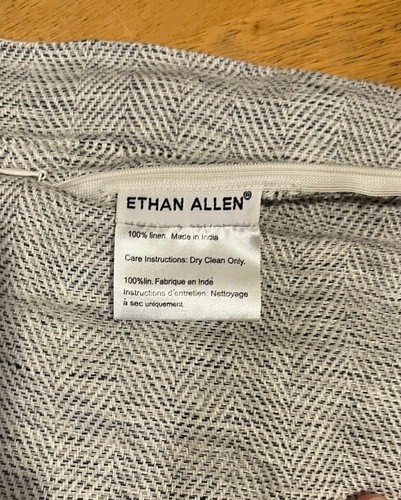 ETHAN ALLEN®
100% linen. Made in India
Care Instructions: Dry Clean Only.
100%lin. Fabrique en Indé
Instructions d'entretien: Nettoyage
à sec uniquement.